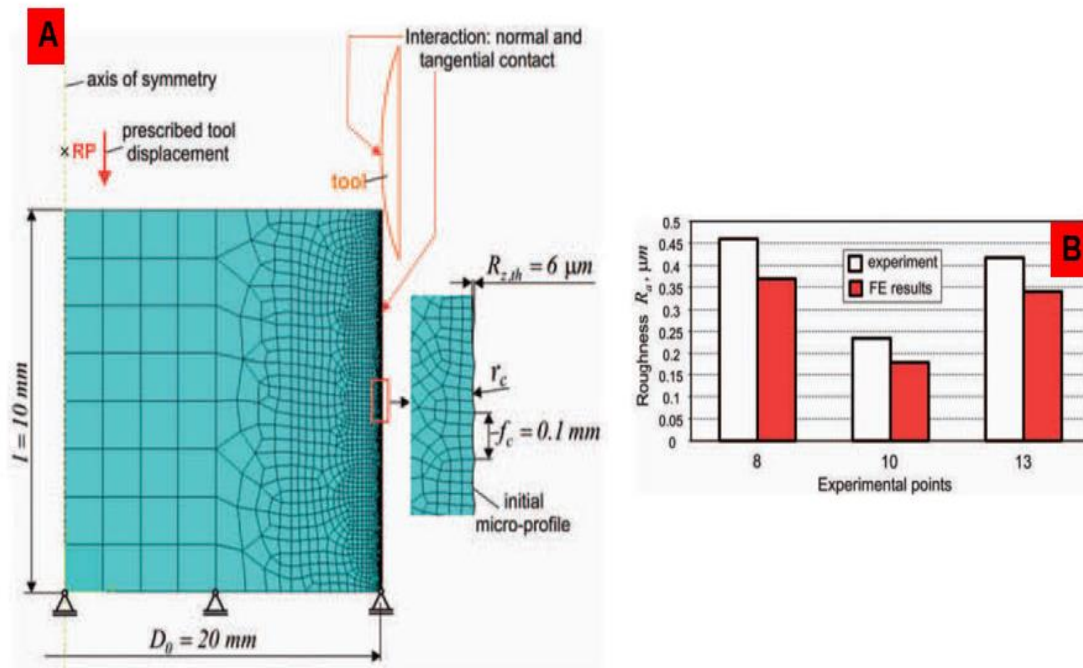 A
axis of symmetry
×RP
prescribed tool
displacement
Interaction: normal and
tangential contact
tool
R_{z,th} = 6 μm
r_c
f_c = 0.1 mm
initial
micro-profile
l = 10 mm
D_0 = 20 mm
B
Roughness R_a, μm
0.5
0.45
0.4
0.35
0.3
0.25
0.2
0.15
0.1
0.05
0
experiment
FE results
8 10 13
Experimental points